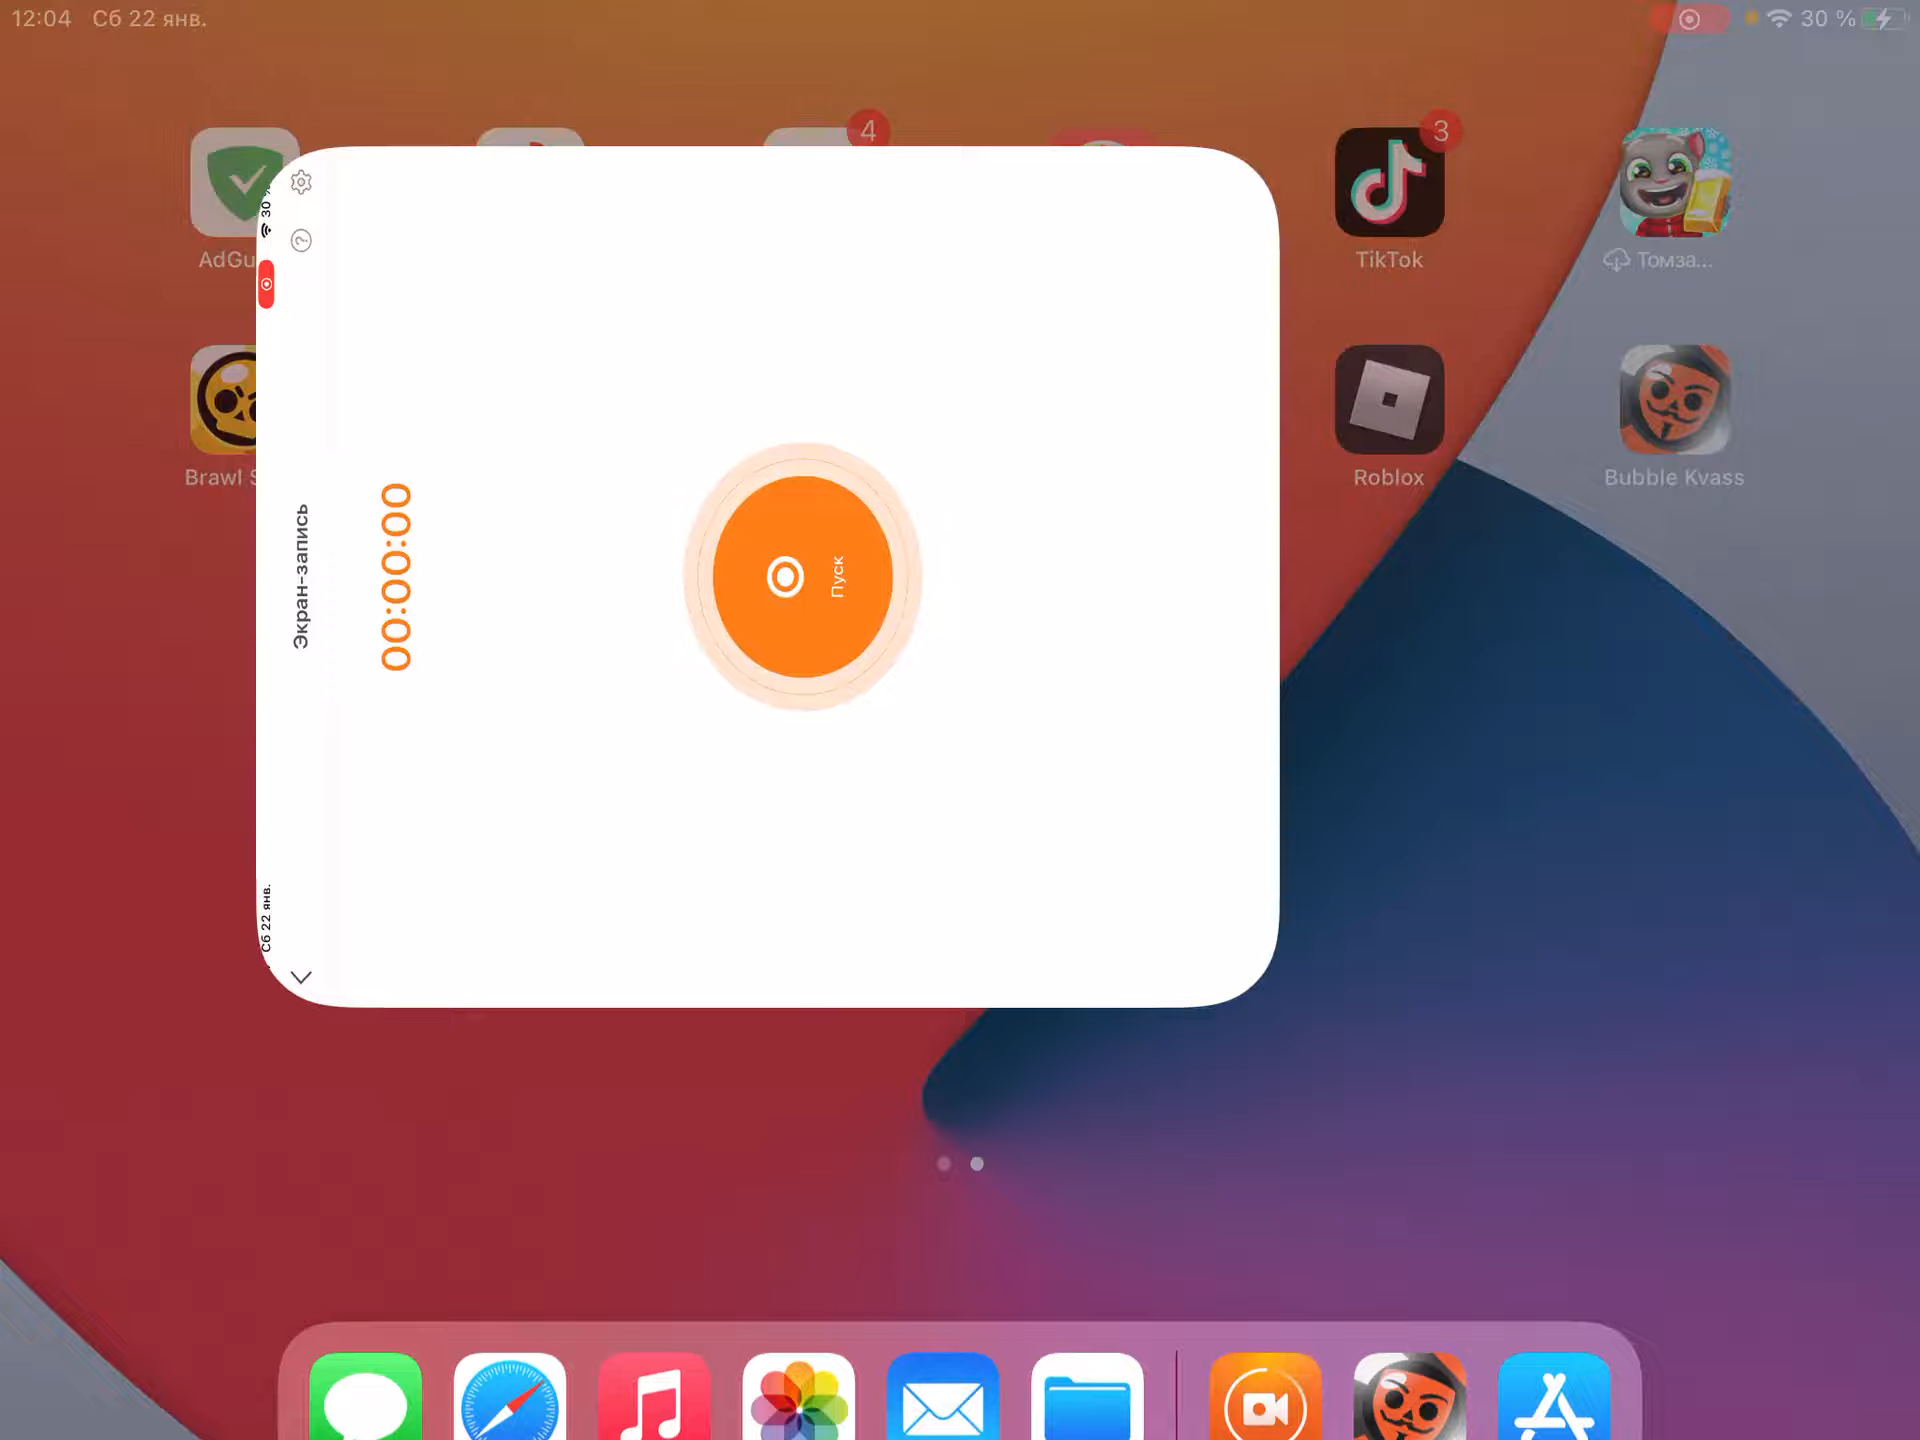 12:04 Сб 22 янв.
30 %
4
3
AdGu
TikTok
Томза...
Brawl S
Roblox
Bubble Kvass
30 %
Сб 22 янв.
Экран-запись
00:00:00
Пуск